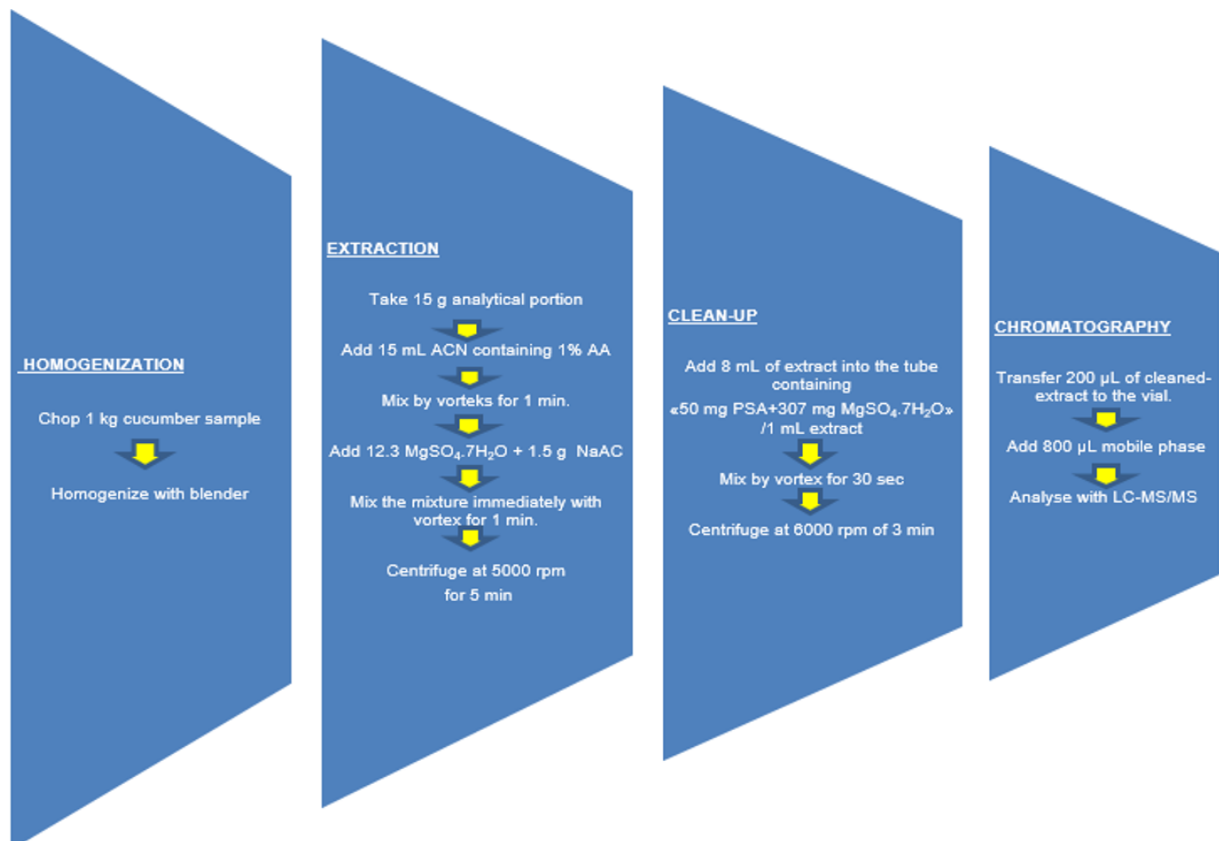 HOMOGENIZATION
Chop 1 kg cucumber sample
Homogenize with blender
EXTRACTION
Take 15 g analytical portion
Add 15 mL ACN containing 1% AA
Mix by vorteks for 1 min.
Add 12.3 MgSO₄.7H₂O + 1.5 g NaAC
Mix the mixture immediately with
vortex for 1 min.
Centrifuge at 5000 rpm
for 5 min
CLEAN-UP
Add 8 mL of extract into the tube
containing
«50 mg PSA+307 mg MgSO₄.7H₂O»
/1 mL extract
Mix by vortex for 30 sec
Centrifuge at 6000 rpm of 3 min
CHROMATOGRAPHY
Transfer 200 µL of cleaned-
extract to the vial.
Add 800 µL mobile phase
Analyse with LC-MS/MS